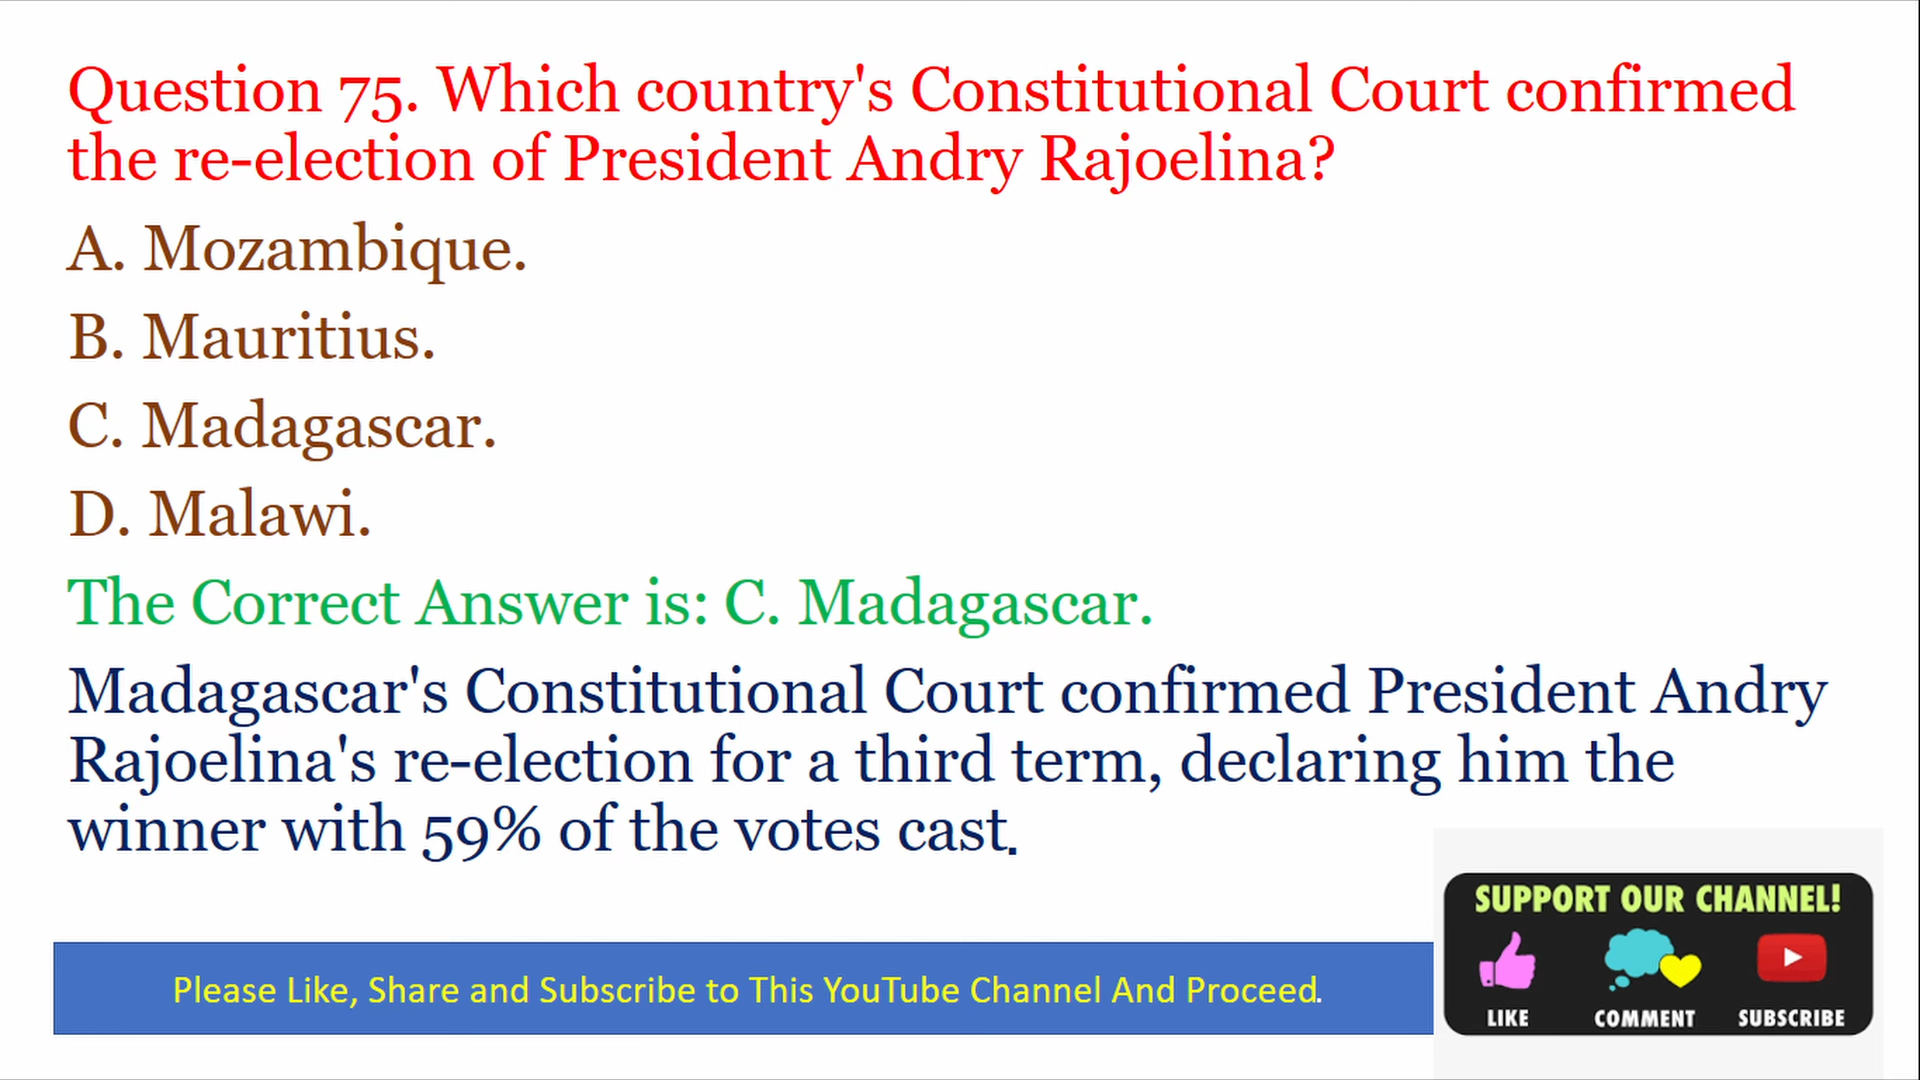 Question 75. Which country's Constitutional Court confirmed
the re-election of President Andry Rajoelina?
A. Mozambique.
B. Mauritius.
C. Madagascar.
D. Malawi.
The Correct Answer is: C. Madagascar.
Madagascar's Constitutional Court confirmed President Andry
Rajoelina's re-election for a third term, declaring him the
winner with 59% of the votes cast.
Please Like, Share and Subscribe to This YouTube Channel And Proceed.
SUPPORT OUR CHANNEL!
LIKE COMMENT SUBSCRIBE